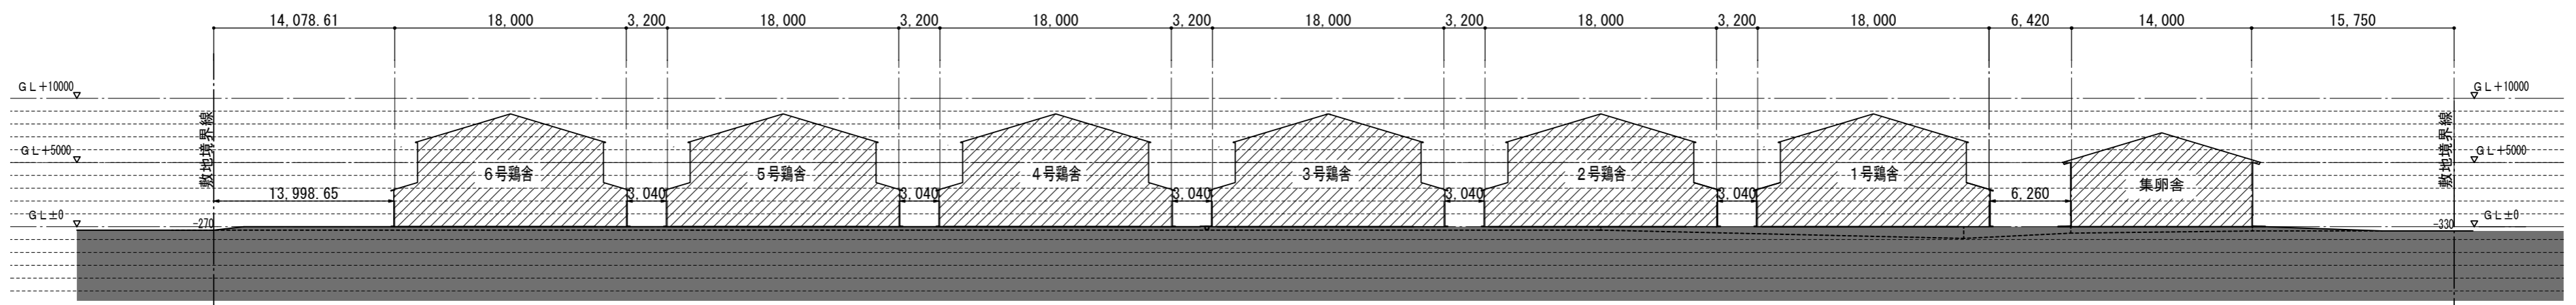 14,078.61 18,000 3,200 18,000 3,200 18,000 3,200 18,000 3,200 18,000 3,200 18,000 6,420 14,000 15,750
GL+10000 GL+10000
敷地境界線 敷地境界線
GL+5000 GL+5000
6号鶏舎 5号鶏舎 4号鶏舎 3号鶏舎 2号鶏舎 1号鶏舎 集卵舎
13,998.65 3,040 3,040 3,040 3,040 3,040 6,260
GL±0 GL±0
-270 -330